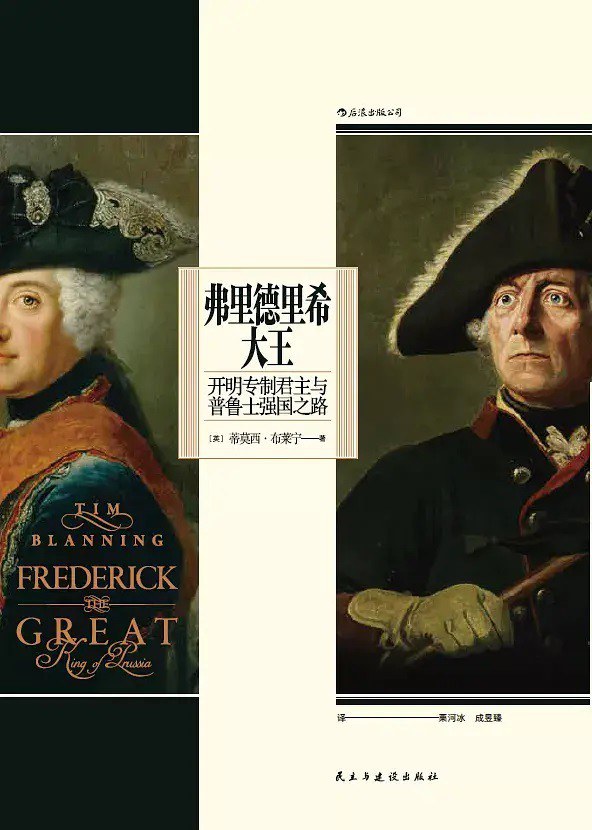 后浪出版公司
弗里德里希
大王
开明专制君主与
普鲁士强国之路
[英] 蒂莫西·布莱宁——著
TIM
BLANNING
FREDERICK
THE
GREAT
King of Prussia
译——————薬河冰 成昱臻
民主与建设出版社